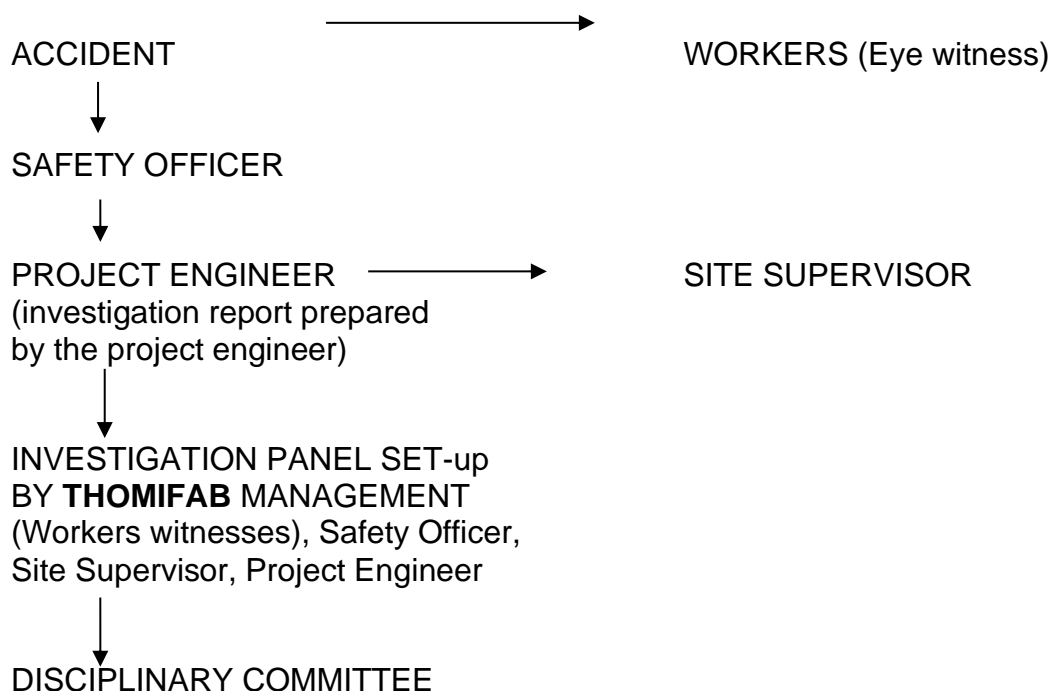 ACCIDENT WORKERS (Eye witness)
SAFETY OFFICER
PROJECT ENGINEER SITE SUPERVISOR
(investigation report prepared
by the project engineer)
INVESTIGATION PANEL SET-up
BY THOMIFAB MANAGEMENT
(Workers witnesses), Safety Officer,
Site Supervisor, Project Engineer
DISCIPLINARY COMMITTEE